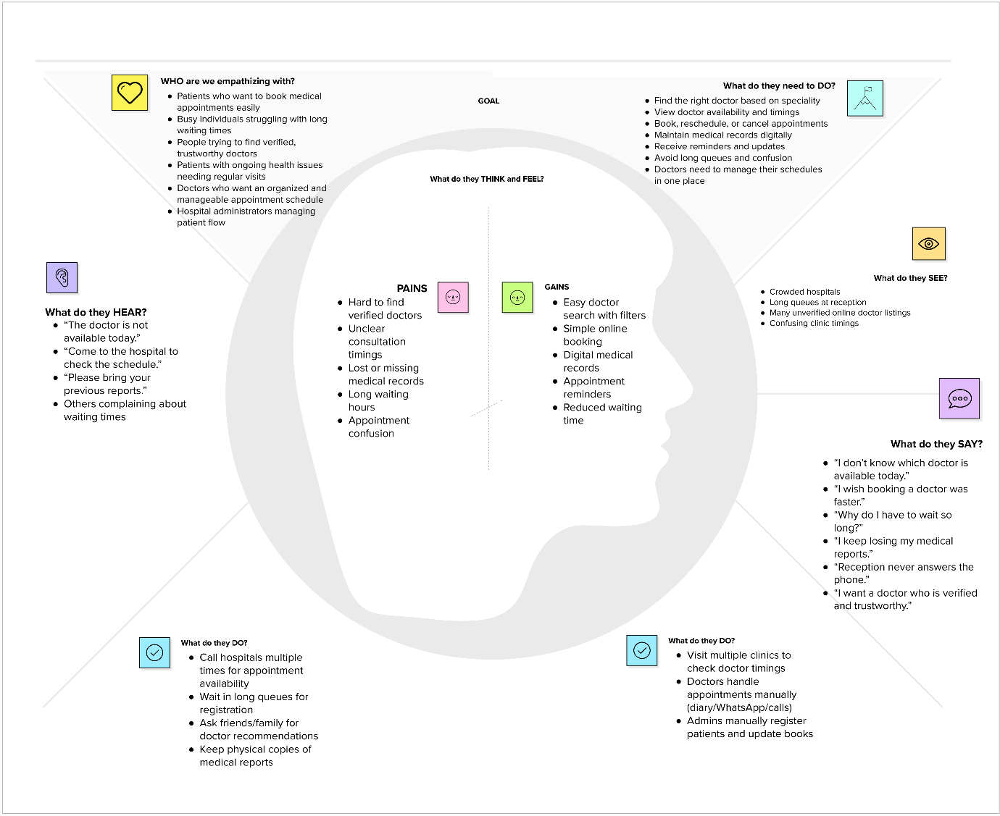 WHO are we empathizing with?
● Patients who want to book medical
appointments easily
● Busy individuals struggling with long
waiting times
● People trying to find verified,
trustworthy doctors
● Patients with ongoing health issues
needing regular visits
● Doctors who want an organized and
manageable appointment schedule
● Hospital administrators managing
patient flow
GOAL
What do they need to DO?
● Find the right doctor based on speciality
● View doctor availability and timings
● Book, reschedule, or cancel appointments
● Maintain medical records digitally
● Receive reminders and updates
● Avoid long queues and confusion
● Doctors need to manage their schedules
in one place
What do they THINK and FEEL?
What do they SEE?
● Crowded hospitals
● Long queues at reception
● Many unverified online doctor listings
● Confusing clinic timings
What do they HEAR?
● “The doctor is not
available today.”
● “Come to the hospital to
check the schedule.”
● “Please bring your
previous reports.”
● Others complaining about
waiting times
PAINS
● Hard to find
verified doctors
● Unclear
consultation
timings
● Lost or missing
medical records
● Long waiting
hours
● Appointment
confusion
GAINS
● Easy doctor
search with filters
● Simple online
booking
● Digital medical
records
● Appointment
reminders
● Reduced waiting
time
What do they SAY?
● “I don’t know which doctor is
available today.”
● “I wish booking a doctor was
faster.”
● “Why do I have to wait so
long?”
● “I keep losing my medical
reports.”
● “Reception never answers the
phone.”
● “I want a doctor who is verified
and trustworthy.”
What do they DO?
● Call hospitals multiple
times for appointment
availability
● Wait in long queues for
registration
● Ask friends/family for
doctor recommendations
● Keep physical copies of
medical reports
What do they DO?
● Visit multiple clinics to
check doctor timings
● Doctors handle
appointments manually
(diary/WhatsApp/calls)
● Admins manually register
patients and update books